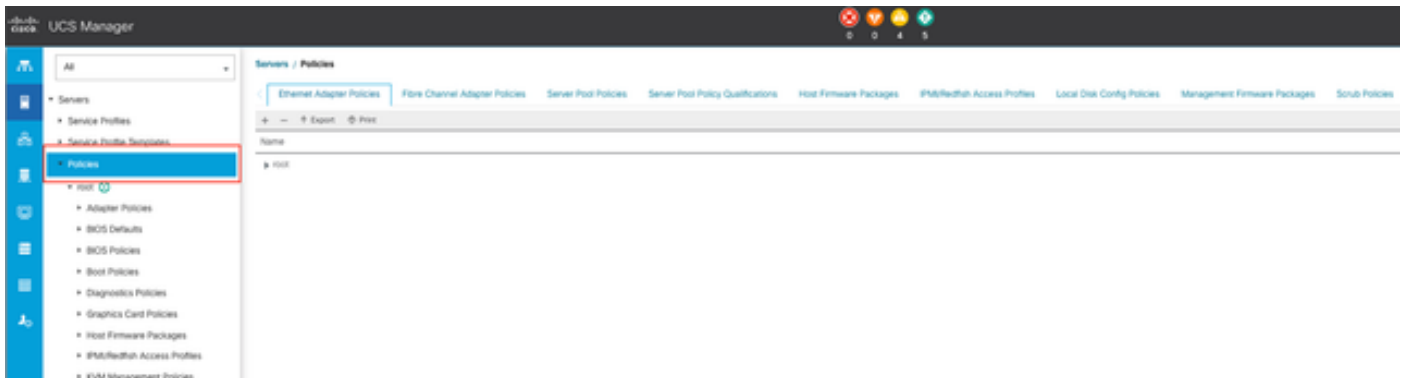 cisco UCS Manager
0 0 4 5
All
Servers / Policies
Servers
Ethernet Adapter Policies Fibre Channel Adapter Policies Server Pool Policies Server Pool Policy Qualifications Host Firmware Packages IPMI/Redfish Access Profiles Local Disk Config Policies Management Firmware Packages Scrub Policies
Service Profiles
+ − Export Print
Service Profile Templates
Name
Policies
root
root
Adapter Policies
BIOS Defaults
BIOS Policies
Boot Policies
Diagnostics Policies
Graphics Card Policies
Host Firmware Packages
IPMI/Redfish Access Profiles
KVM Management Policies